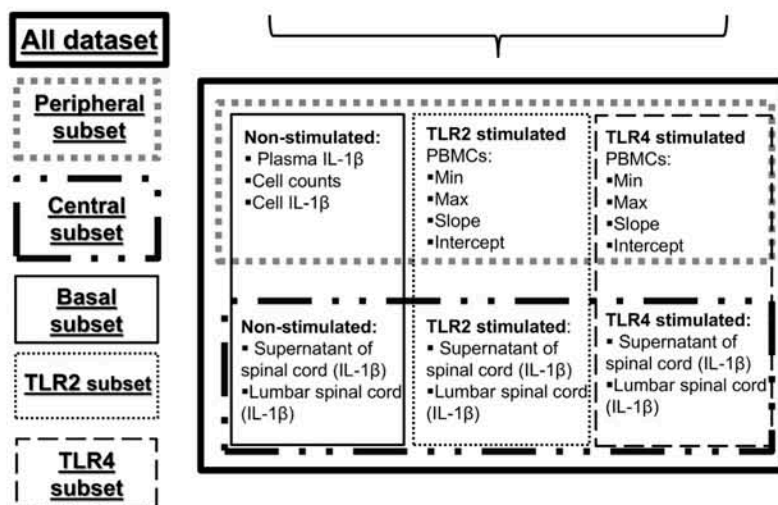 All dataset
Peripheral
subset
Central
subset
Basal
subset
TLR2 subset
TLR4
subset
Non-stimulated:
▪ Plasma IL-1β
▪Cell counts
▪Cell IL-1β
TLR2 stimulated
PBMCs:
▪Min
▪Max
▪Slope
▪Intercept
TLR4 stimulated
PBMCs:
▪Min
▪Max
▪Slope
▪Intercept
Non-stimulated:
▪ Supernatant of
spinal cord (IL-1β)
▪Lumbar spinal cord
(IL-1β)
TLR2 stimulated:
▪ Supernatant of
spinal cord (IL-1β)
▪Lumbar spinal cord
(IL-1β)
TLR4 stimulated:
▪ Supernatant of
spinal cord (IL-1β)
▪Lumbar spinal cord
(IL-1β)